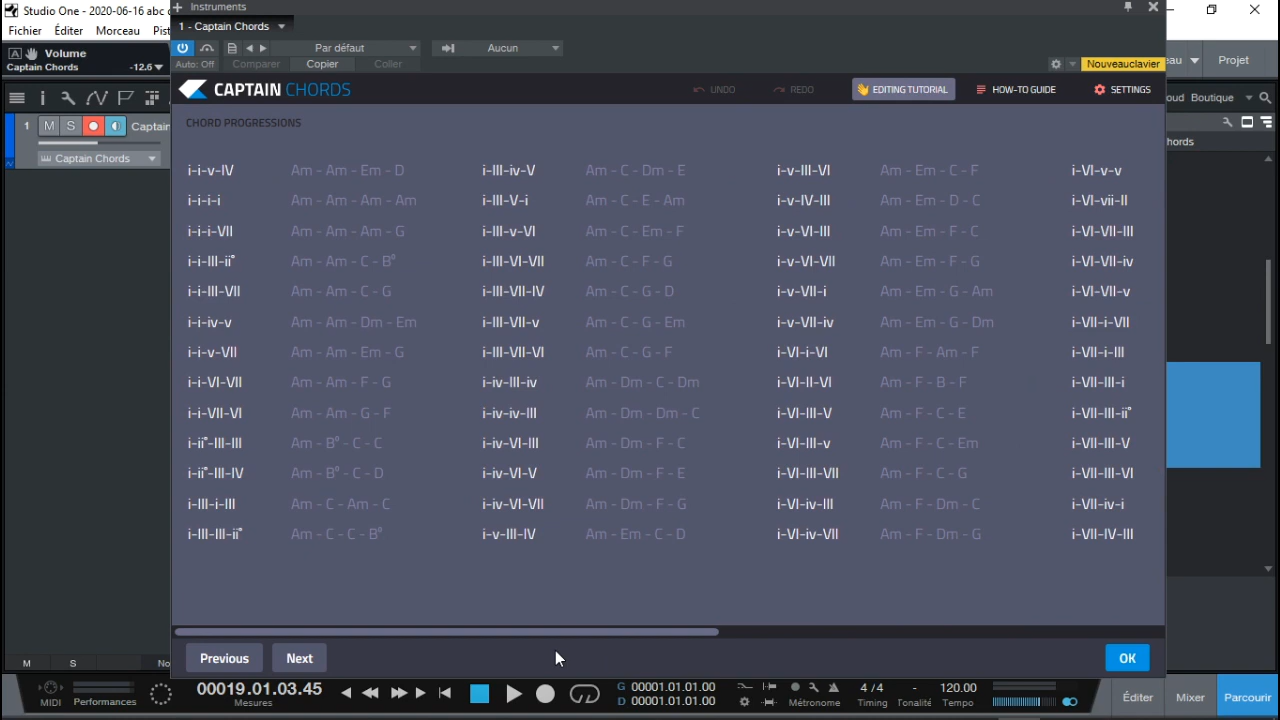 Studio One - 2020-06-16 abc c
Instruments
Fichier Éditer Morceau Pist
1 - Captain Chords
Volume
Captain Chords -12.6
Par défaut Aucun
Auto: Off Comparer Copier Coller
Nouveauclavier
eau Projet
CAPTAIN CHORDS
UNDO REDO EDITING TUTORIAL HOW-TO GUIDE SETTINGS
oud Boutique
1 M S Captain
Captain Chords
hords
CHORD PROGRESSIONS
i-i-v-IV Am - Am - Em - D i-III-iv-V Am - C - Dm - E i-v-III-VI Am - Em - C - F i-VI-v-v
i-i-i-i Am - Am - Am - Am i-III-V-i Am - C - E - Am i-v-IV-III Am - Em - D - C i-VI-vii-II
i-i-i-VII Am - Am - Am - G i-III-v-VI Am - C - Em - F i-v-VI-III Am - Em - F - C i-VI-VII-III
i-i-III-ii° Am - Am - C - B° i-III-VI-VII Am - C - F - G i-v-VI-VII Am - Em - F - G i-VI-VII-iv
i-i-III-VII Am - Am - C - G i-III-VII-IV Am - C - G - D i-v-VII-i Am - Em - G - Am i-VI-VII-v
i-i-iv-v Am - Am - Dm - Em i-III-VII-v Am - C - G - Em i-v-VII-iv Am - Em - G - Dm i-VII-i-VII
i-i-v-VII Am - Am - Em - G i-III-VII-VI Am - C - G - F i-VI-i-VI Am - F - Am - F i-VII-i-III
i-i-VI-VII Am - Am - F - G i-iv-III-iv Am - Dm - C - Dm i-VI-II-VI Am - F - B - F i-VII-III-i
i-i-VII-VI Am - Am - G - F i-iv-iv-III Am - Dm - Dm - C i-VI-III-V Am - F - C - E i-VII-III-ii°
i-ii°-III-III Am - B° - C - C i-iv-VI-III Am - Dm - F - C i-VI-III-v Am - F - C - Em i-VII-III-V
i-ii°-III-IV Am - B° - C - D i-iv-VI-V Am - Dm - F - E i-VI-III-VII Am - F - C - G i-VII-III-VI
i-III-i-III Am - C - Am - C i-iv-VI-VII Am - Dm - F - G i-VI-iv-III Am - F - Dm - C i-VII-iv-i
i-III-III-ii° Am - C - C - B° i-v-III-IV Am - Em - C - D i-VI-iv-VII Am - F - Dm - G i-VII-IV-III
Previous Next OK
M S No
MIDI Performances
00019.01.03.45
Mesures
G 00001.01.01.00
D 00001.01.01.00
Métronome
4 / 4
Timing
-
Tonalité
120.00
Tempo
Éditer Mixer Parcourir